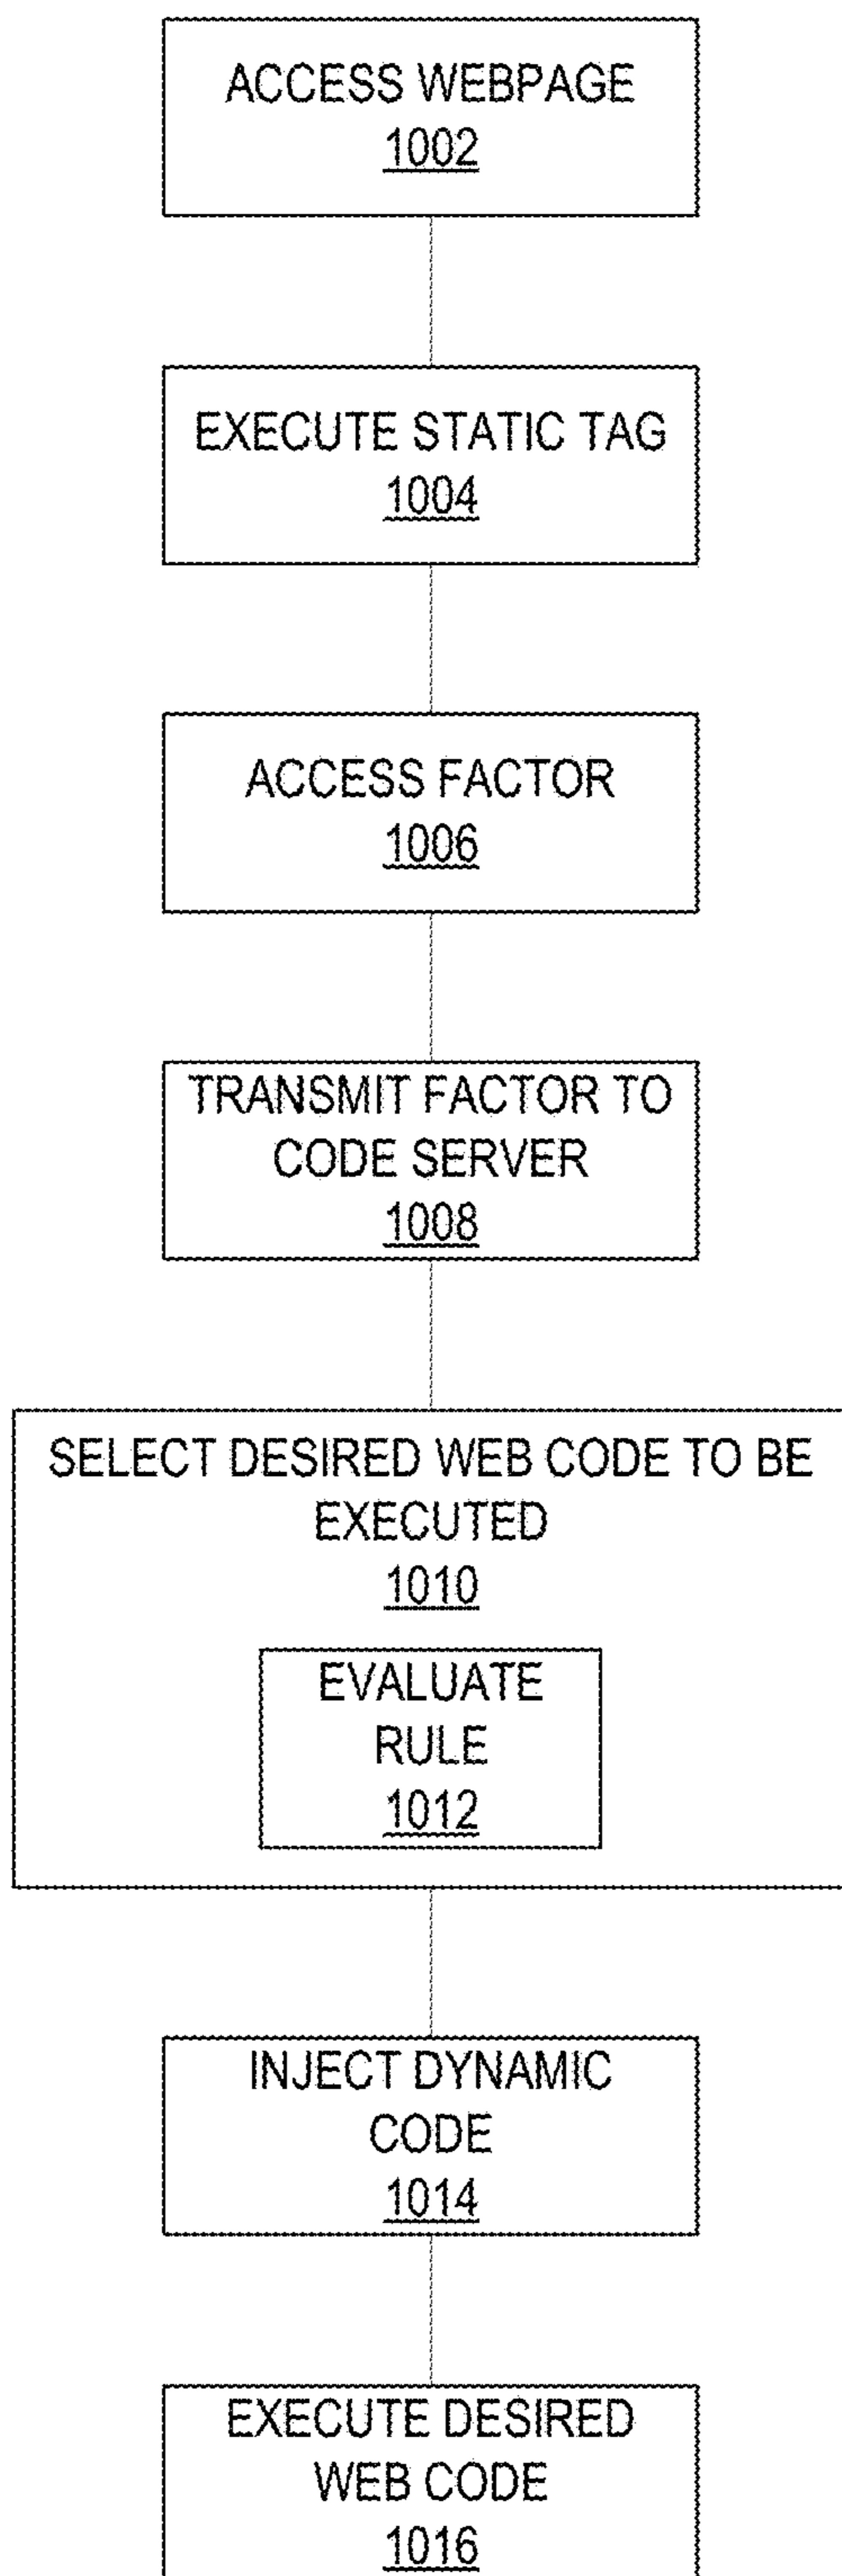 ACCESS WEBPAGE
1002
EXECUTE STATIC TAG
1004
ACCESS FACTOR
1006
TRANSMIT FACTOR TO
CODE SERVER
1008
SELECT DESIRED WEB CODE TO BE
EXECUTED
1010
EVALUATE
RULE
1012
INJECT DYNAMIC
CODE
1014
EXECUTE DESIRED
WEB CODE
1016